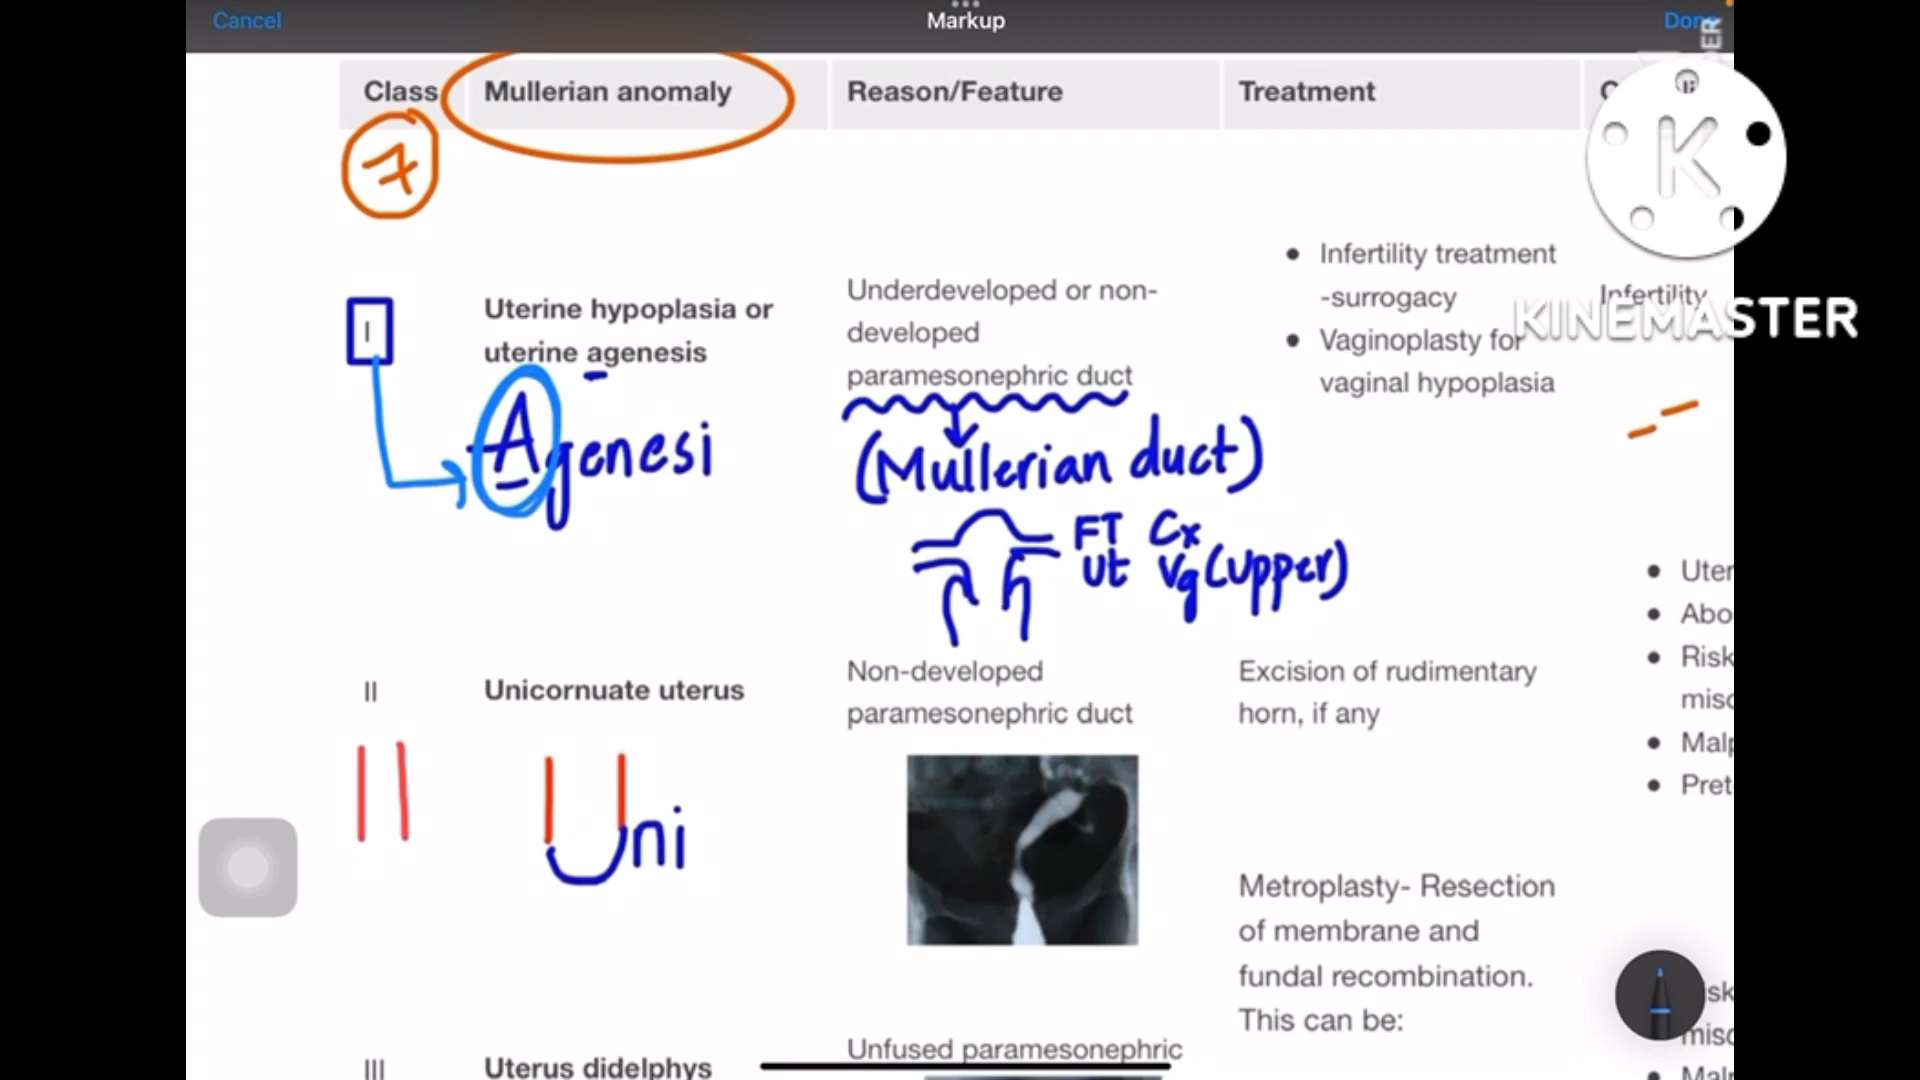 Cancel
Markup
Class
Mullerian anomaly
Reason/Feature
Treatment
7
I
Uterine hypoplasia or
uterine agenesis
Agenesi
Underdeveloped or non-
developed
paramesonephric duct
(Mullerian duct)
FT Cx
Ut Vg (upper)
Infertility treatment
-surrogacy
Vaginoplasty for
vaginal hypoplasia
Infertility
K
KINEMASTER
II
Unicornuate uterus
Non-developed
paramesonephric duct
Excision of rudimentary
horn, if any
II
Uni
Metroplasty- Resection
of membrane and
fundal recombination.
This can be:
III
Uterus didelphys
Unfused paramesonephric